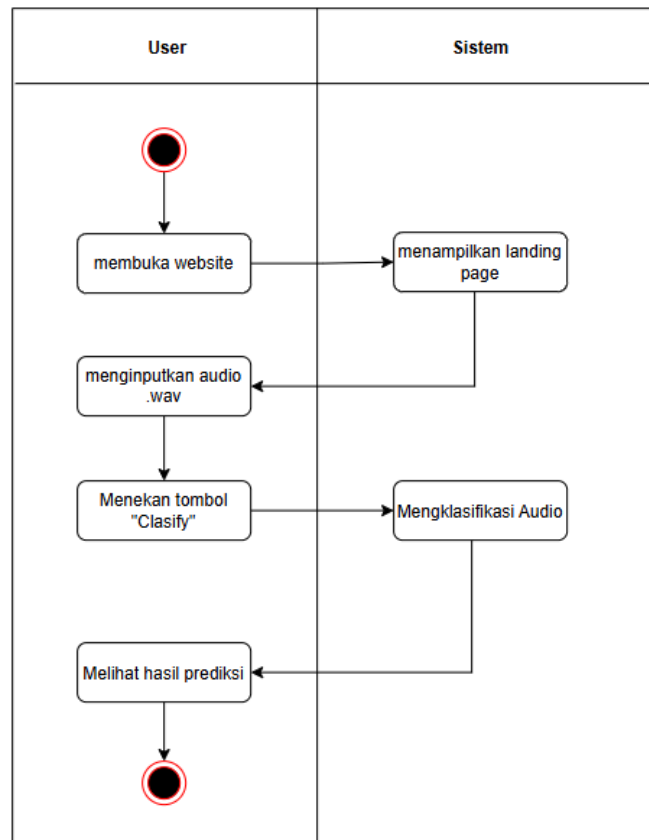 User
Sistem
membuka website
menampilkan landing
page
menginputkan audio
.wav
Menekan tombol
"Clasify"
Mengklasifikasi Audio
Melihat hasil prediksi